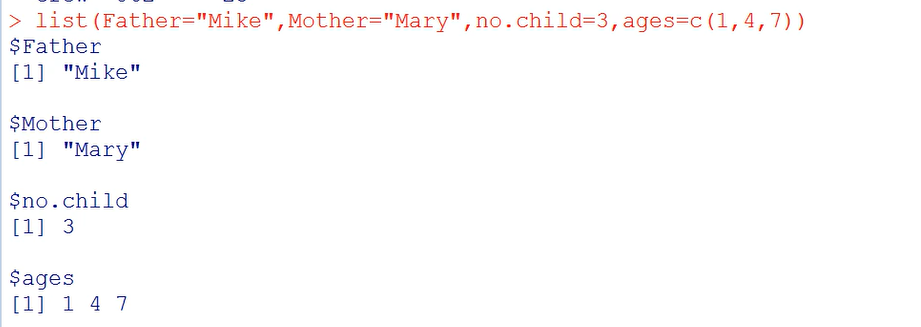 > list(Father="Mike",Mother="Mary",no.child=3,ages=c(1,4,7))
$Father
[1] "Mike"
$Mother
[1] "Mary"
$no.child
[1] 3
$ages
[1] 1 4 7